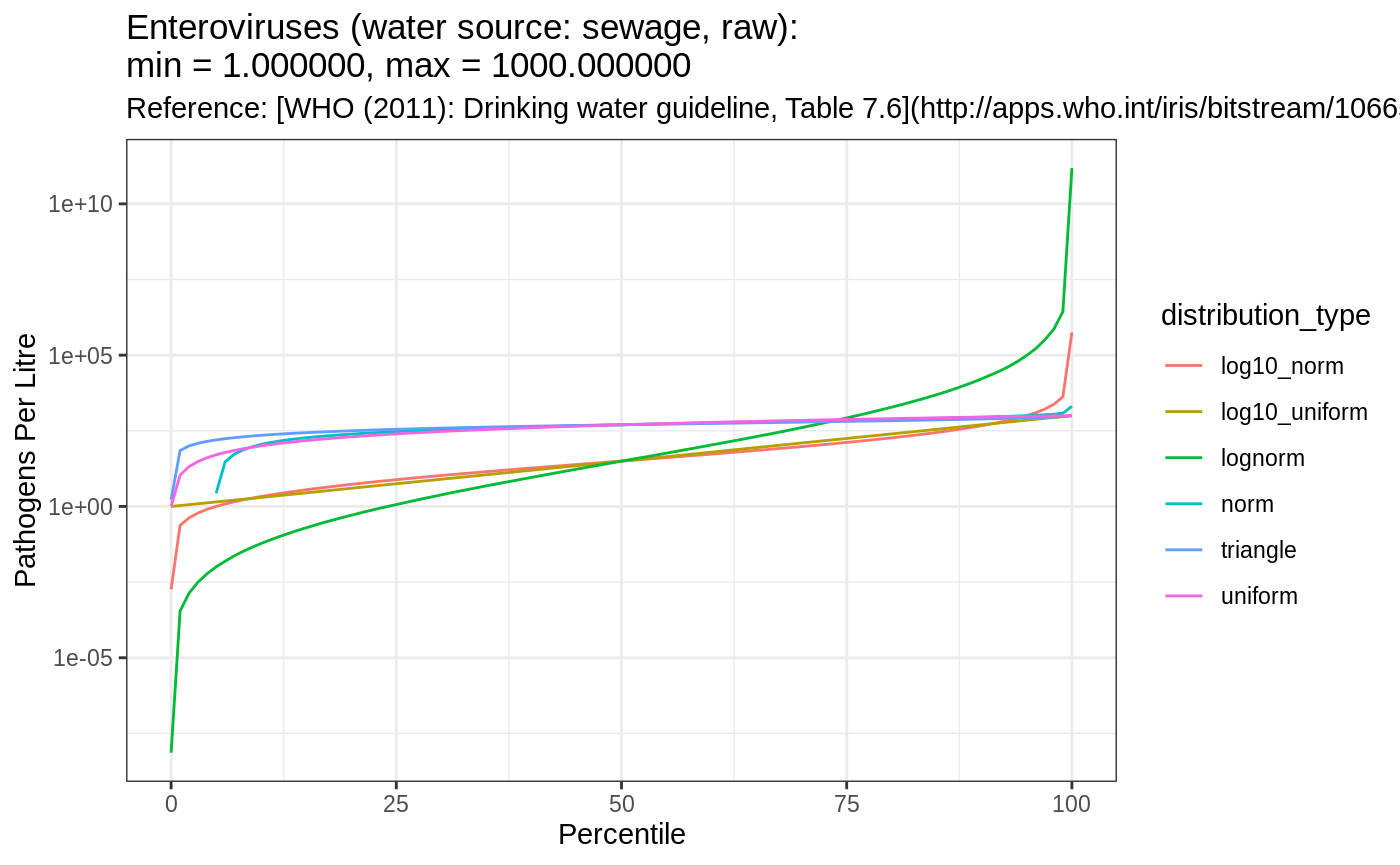 Enteroviruses (water source: sewage, raw):
min = 1.000000, max = 1000.000000
Reference: [WHO (2011): Drinking water guideline, Table 7.6](http://apps.who.int/iris/bitstream/1066
Pathogens Per Litre
1e+10
1e+05
1e+00
1e-05
0 25 50 75 100
Percentile
distribution_type
log10_norm
log10_uniform
lognorm
norm
triangle
uniform